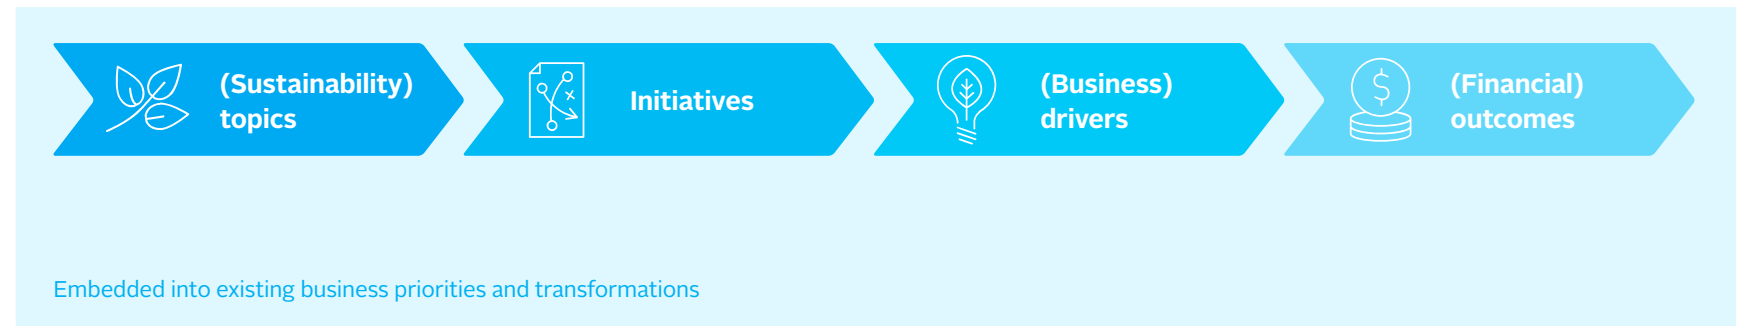 (Sustainability)
topics
Initiatives
(Business)
drivers
$
(Financial)
outcomes
Embedded into existing business priorities and transformations